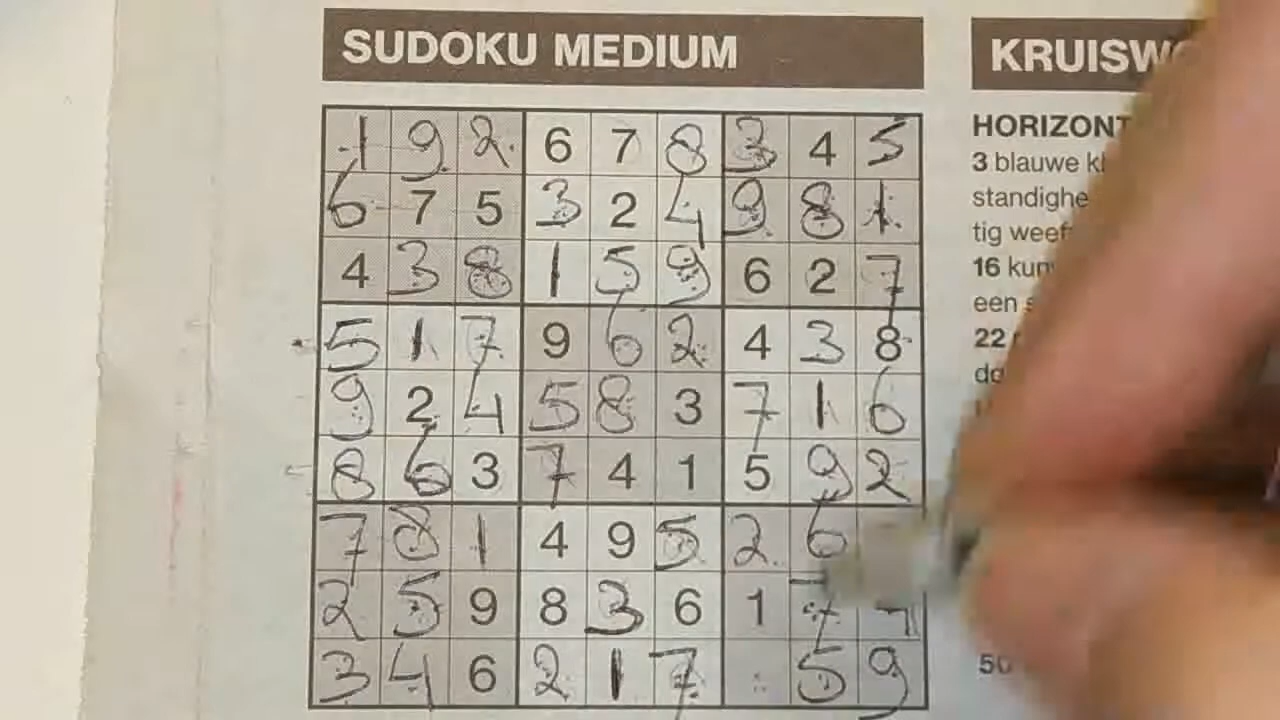 SUDOKU MEDIUM
KRUISW
1 9 2 6 7 8 3 4 5
6 7 5 3 2 4 9 8 1
4 3 8 1 5 9 6 2 7
5 1 7 9 6 2 4 3 8
9 2 4 5 8 3 7 1 6
8 6 3 7 4 1 5 9 2
7 8 1 4 9 5 2 6
2 5 9 8 3 6 1 7 4
3 4 6 2 1 7 5 9
HORIZONT
3 blauwe kl
standighe
tig weef
16 kun
een s
22
de
50